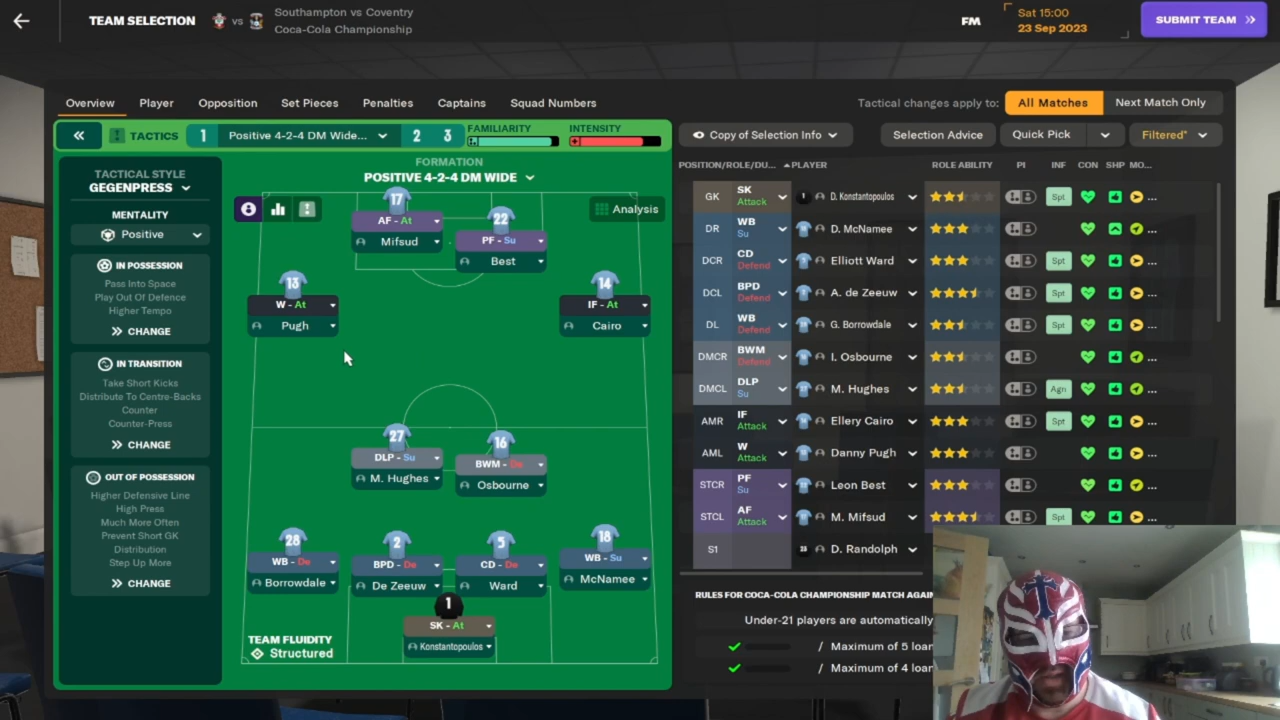 TEAM SELECTION
vs
Southampton vs Coventry
Coca-Cola Championship
FM
Sat 15:00
23 Sep 2023
SUBMIT TEAM
Overview
Player
Opposition
Set Pieces
Penalties
Captains
Squad Numbers
Tactical changes apply to:
All Matches
Next Match Only
TACTICS
1
Positive 4-2-4 DM Wide...
2
3
FAMILIARITY
INTENSITY
TACTICAL STYLE
GEGENPRESS
MENTALITY
Positive
IN POSSESSION
Pass Into Space
Play Out Of Defence
Higher Tempo
CHANGE
IN TRANSITION
Take Short Kicks
Distribute To Centre-Backs
Counter
Counter-Press
CHANGE
OUT OF POSSESSION
Higher Defensive Line
High Press
Much More Often
Prevent Short GK
Distribution
Step Up More
CHANGE
FORMATION
POSITIVE 4-2-4 DM WIDE
Analysis
17
AF - At
Mifsud
22
PF - Su
Best
13
W - At
Pugh
14
IF - At
Cairo
27
DLP - Su
M. Hughes
16
BWM - De
Osbourne
28
WB - De
Borrowdale
2
BPD - De
De Zeeuw
5
CD - De
Ward
18
WB - Su
McNamee
1
SK - At
Konstantopoulos
TEAM FLUIDITY
Structured
Copy of Selection Info
Selection Advice
Quick Pick
Filtered*
POSITION/ROLE/DU...
PLAYER
ROLE ABILITY
PI
INF
CON
SHP
MO...
GK SK Attack D. Konstantopoulos Spt ...
DR WB Su D. McNamee ...
DCR CD Defend Elliott Ward Spt ...
DCL BPD Defend A. de Zeeuw Spt ...
DL WB Defend G. Borrowdale Spt ...
DMCR BWM Defend I. Osbourne ...
DMCL DLP Su M. Hughes Agri ...
AMR IF Attack Ellery Cairo Spt ...
AML W Attack Danny Pugh ...
STCR PF Su Leon Best ...
STCL AF Attack M. Mifsud Spt ...
S1 D. Randolph ...
RULES FOR COCA-COLA CHAMPIONSHIP MATCH AGAIN
Under-21 players are automatically
/ Maximum of 5 loan
/ Maximum of 4 loan